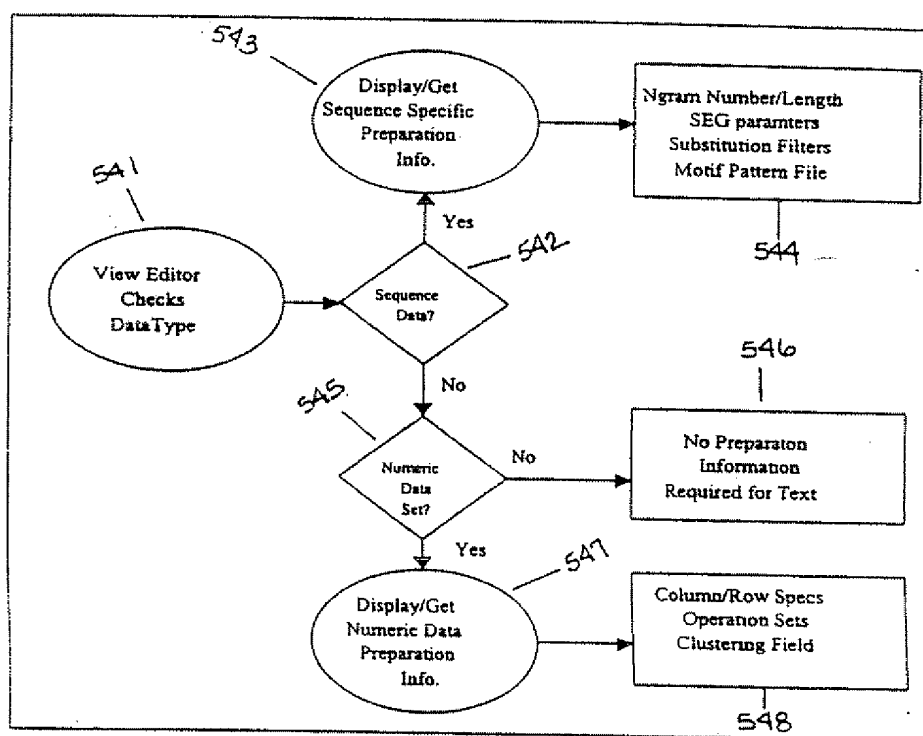 543
Display/Get
Sequence Specific
Preparation
Info.
Ngram Number/Length
SEG paramters
Substitution Filters
Motif Pattern File
544
541
View Editor
Checks
DataType
Yes
542
Sequence
Data?
No
545
Numeric
Data
Set?
No
546
No Preparaton
Information
Required for Text
Yes
547
Display/Get
Numeric Data
Preparation
Info.
Column/Row Specs
Operation Sets
Clustering Field
548